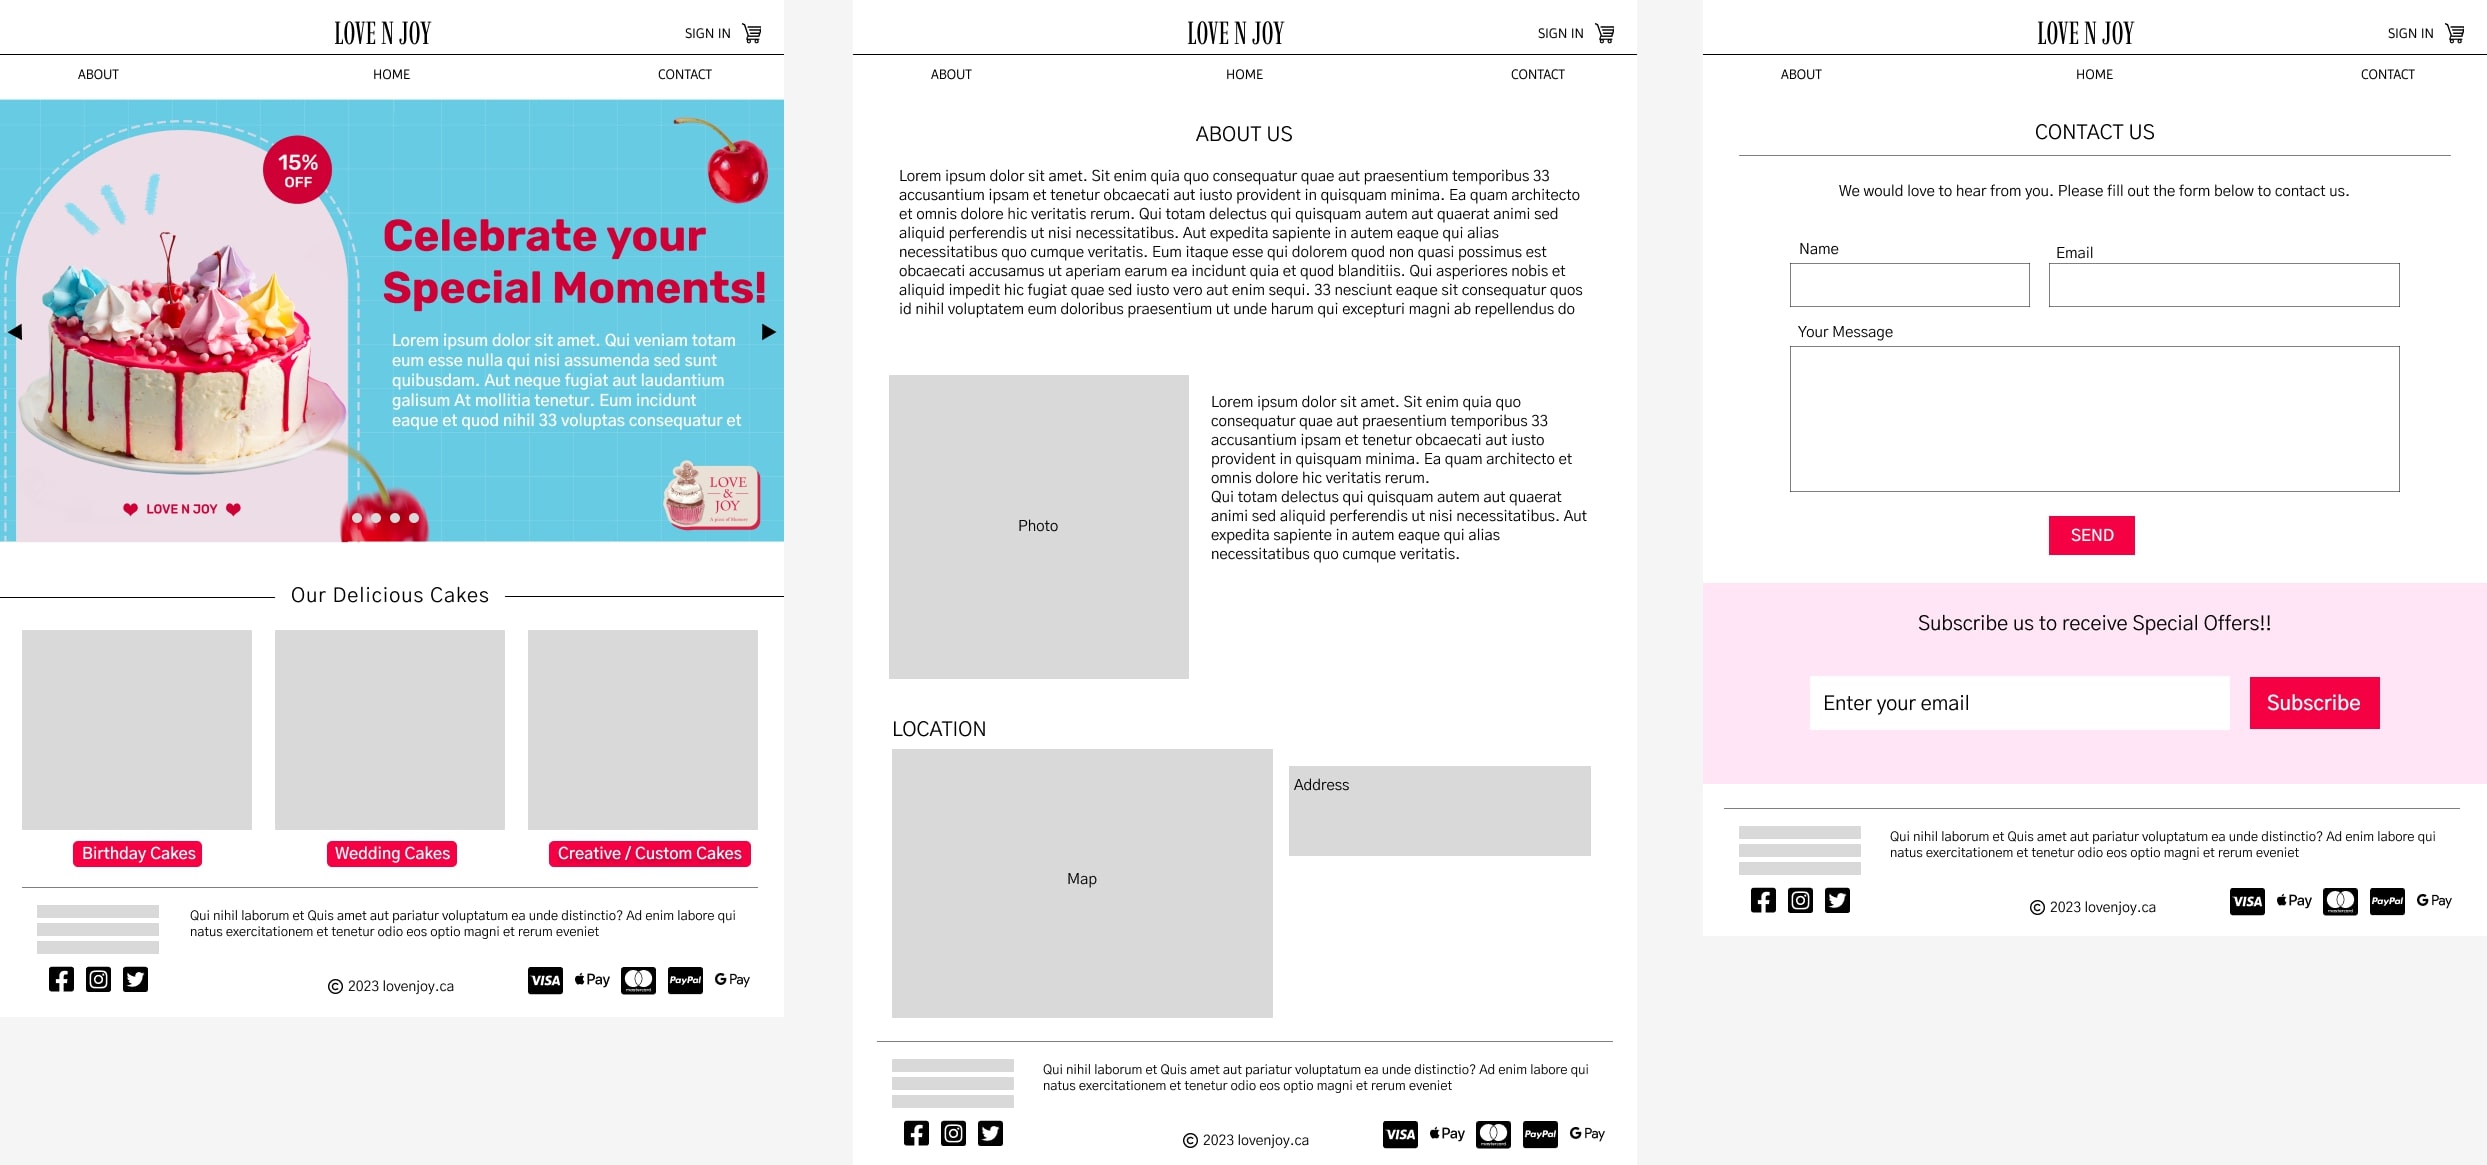 LOVE N JOY
SIGN IN
ABOUT
HOME
CONTACT
15%
OFF
Celebrate your
Special Moments!
Lorem ipsum dolor sit amet. Qui veniam totam
eum esse nulla qui nisi assumenda sed sunt
quibusdam. Aut neque fugiat aut laudantium
galisum At mollitia tenetur. Eum incidunt
eaque et quod nihil 33 voluptas consequatur et
LOVE N JOY
LOVE
&
JOY
A piece of Memory
Our Delicious Cakes
Birthday Cakes
Wedding Cakes
Creative / Custom Cakes
Qui nihil laborum et Quis amet aut pariatur voluptatum ea unde distinctio? Ad enim labore qui
natus exercitationem et tenetur odio eos optio magni et rerum eveniet
© 2023 lovenjoy.ca
VISA
Pay
mastercard
PayPal
G Pay
LOVE N JOY
SIGN IN
ABOUT
HOME
CONTACT
ABOUT US
Lorem ipsum dolor sit amet. Sit enim quia quo consequatur quae aut praesentium temporibus 33
accusantium ipsam et tenetur obcaecati aut iusto provident in quisquam minima. Ea quam architecto
et omnis dolore hic veritatis rerum. Qui totam delectus qui quisquam autem aut quaerat animi sed
aliquid perferendis ut nisi necessitatibus. Aut expedita sapiente in autem eaque qui alias
necessitatibus quo cumque veritatis. Eum itaque esse qui dolorem quod non quasi possimus est
obcaecati accusamus ut aperiam earum ea incidunt quia et quod blanditiis. Qui asperiores nobis et
aliquid impedit hic fugiat quae sed iusto vero aut enim sequi. 33 nesciunt eaque sit consequatur quos
id nihil voluptatem eum doloribus praesentium ut unde harum qui excepturi magni ab repellendus do
Photo
Lorem ipsum dolor sit amet. Sit enim quia quo
consequatur quae aut praesentium temporibus 33
accusantium ipsam et tenetur obcaecati aut iusto
provident in quisquam minima. Ea quam architecto et
omnis dolore hic veritatis rerum.
Qui totam delectus qui quisquam autem aut quaerat
animi sed aliquid perferendis ut nisi necessitatibus. Aut
expedita sapiente in autem eaque qui alias
necessitatibus quo cumque veritatis.
LOCATION
Map
Address
Qui nihil laborum et Quis amet aut pariatur voluptatum ea unde distinctio? Ad enim labore qui
natus exercitationem et tenetur odio eos optio magni et rerum eveniet
© 2023 lovenjoy.ca
VISA
Pay
mastercard
PayPal
G Pay
LOVE N JOY
SIGN IN
ABOUT
HOME
CONTACT
CONTACT US
We would love to hear from you. Please fill out the form below to contact us.
Name
Email
Your Message
SEND
Subscribe us to receive Special Offers!!
Enter your email
Subscribe
Qui nihil laborum et Quis amet aut pariatur voluptatum ea unde distinctio? Ad enim labore qui
natus exercitationem et tenetur odio eos optio magni et rerum eveniet
© 2023 lovenjoy.ca
VISA
Pay
mastercard
PayPal
G Pay